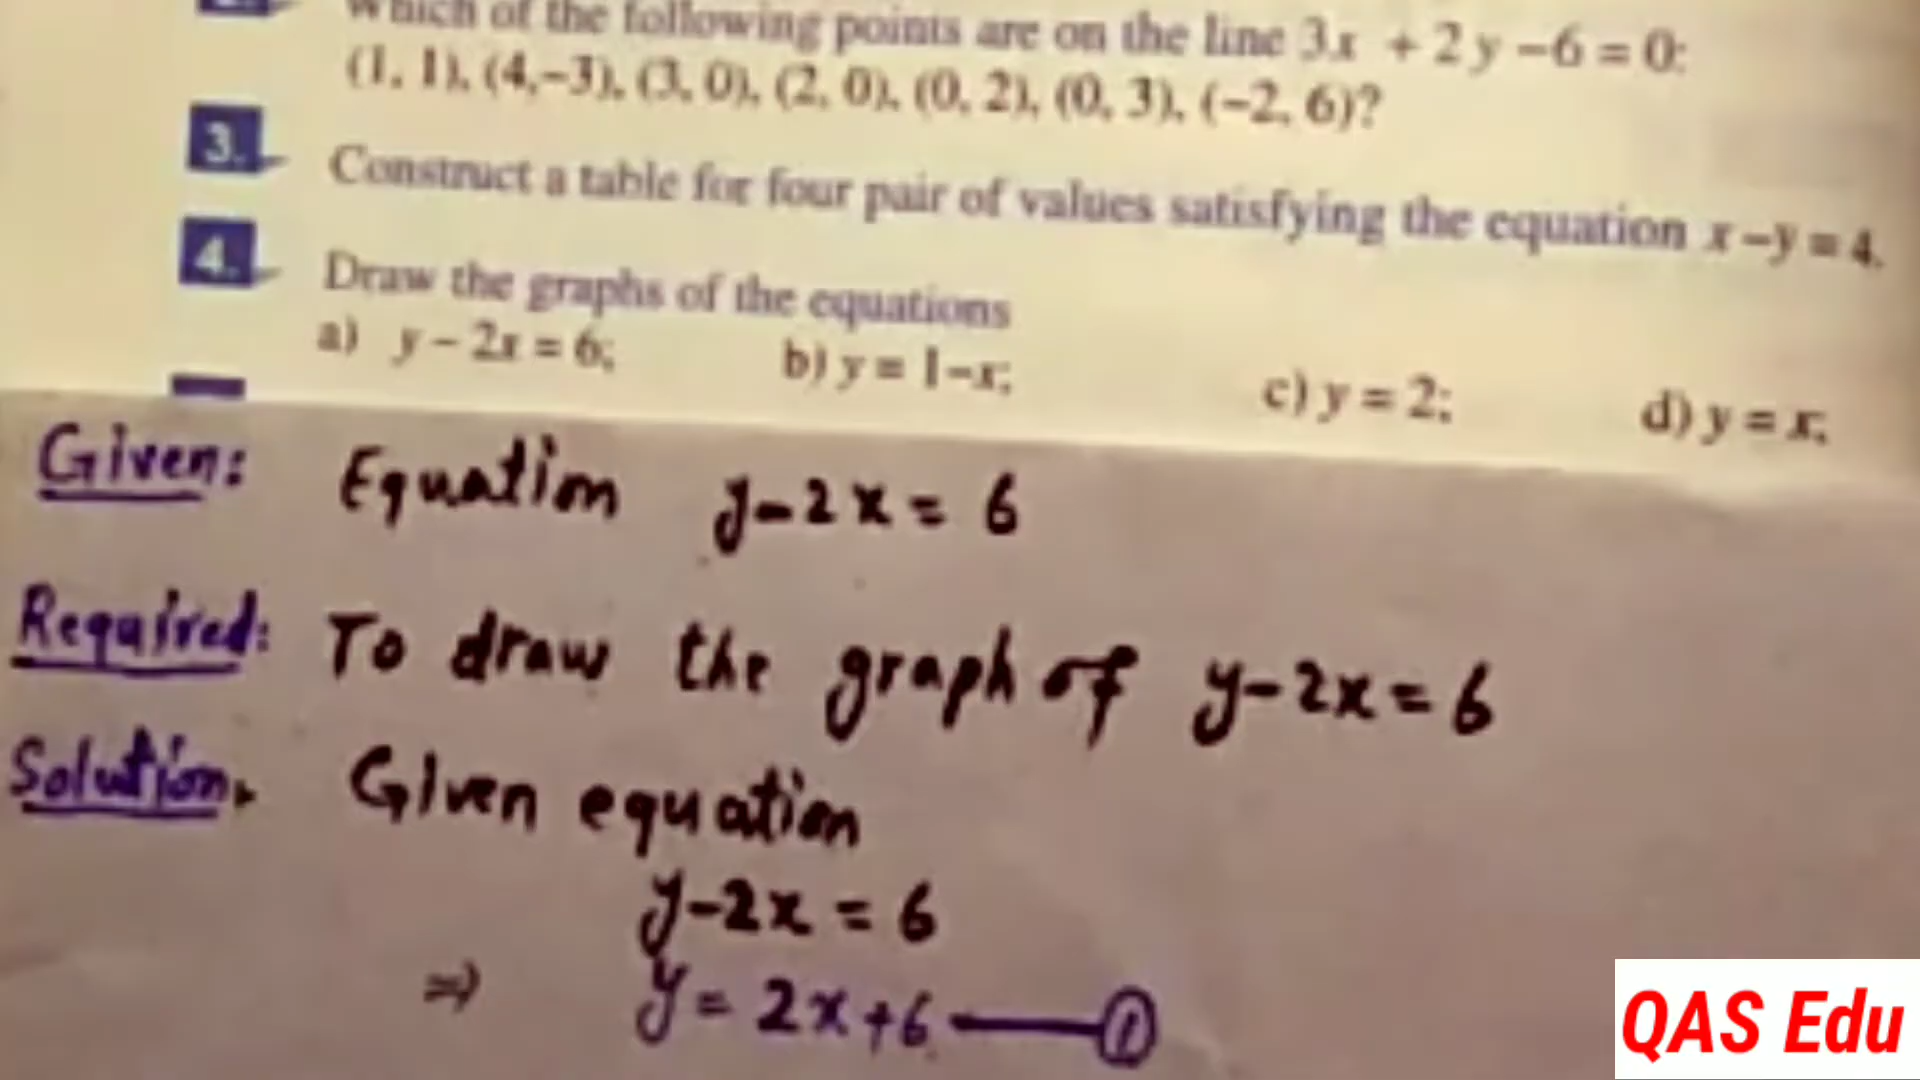 Which of the following points are on the line 3x + 2y – 6 = 0:
(1, 1), (4,–3), (3, 0), (2, 0), (0, 2), (0, 3), (–2, 6)?
3. Construct a table for four pair of values satisfying the equation x – y = 4.
4. Draw the graphs of the equations
a) y – 2x = 6; b) y = 1–x; c) y = 2; d) y = x;
Given: Equation y-2x = 6
Required: To draw the graph of y-2x = 6
Solution. Given equation
y-2x = 6
⇒ y = 2x+6 — ①
QAS Edu